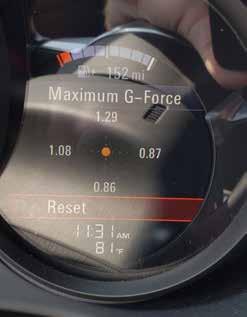 152 mi
Maximum G-Force
1.29
1.08 0.87
0.86
Reset
11:31 AM
81°F